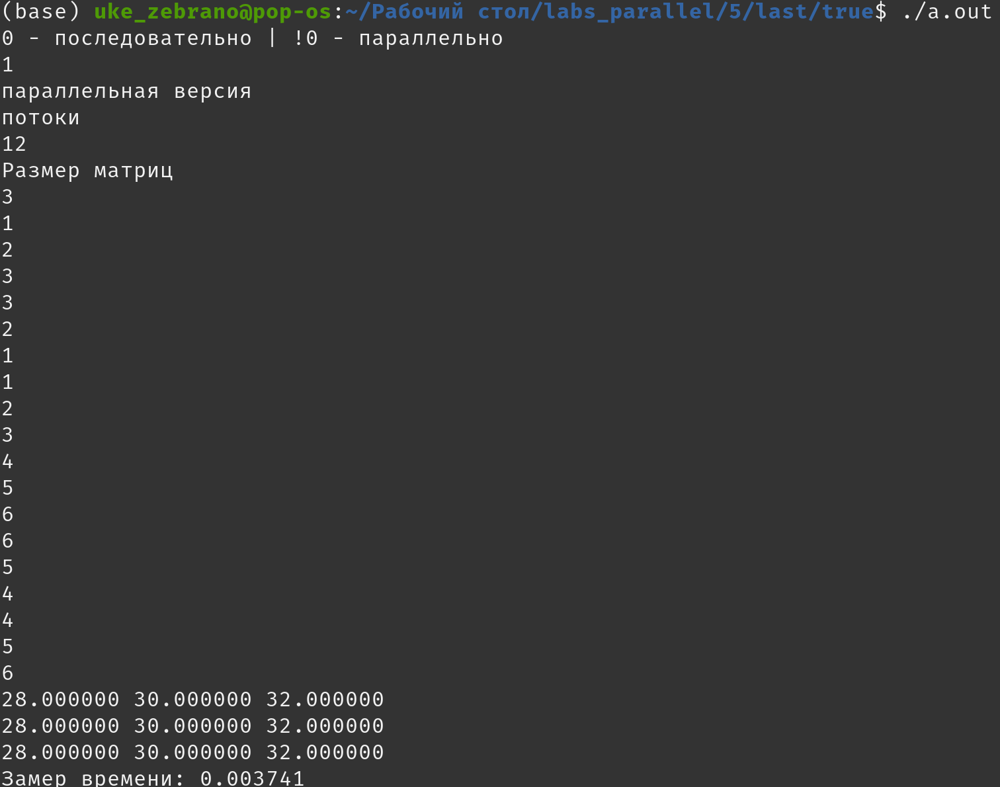 (base) uke_zebrano@pop-os:~/Рабочий стол/labs_parallel/5/last/true$ ./a.out
0 - последовательно | !0 - параллельно
1
параллельная версия
потоки
12
Размер матриц
3
1
2
3
3
2
1
1
2
3
4
5
6
6
5
4
4
5
6
28.000000 30.000000 32.000000
28.000000 30.000000 32.000000
28.000000 30.000000 32.000000
Замер времени: 0.003741